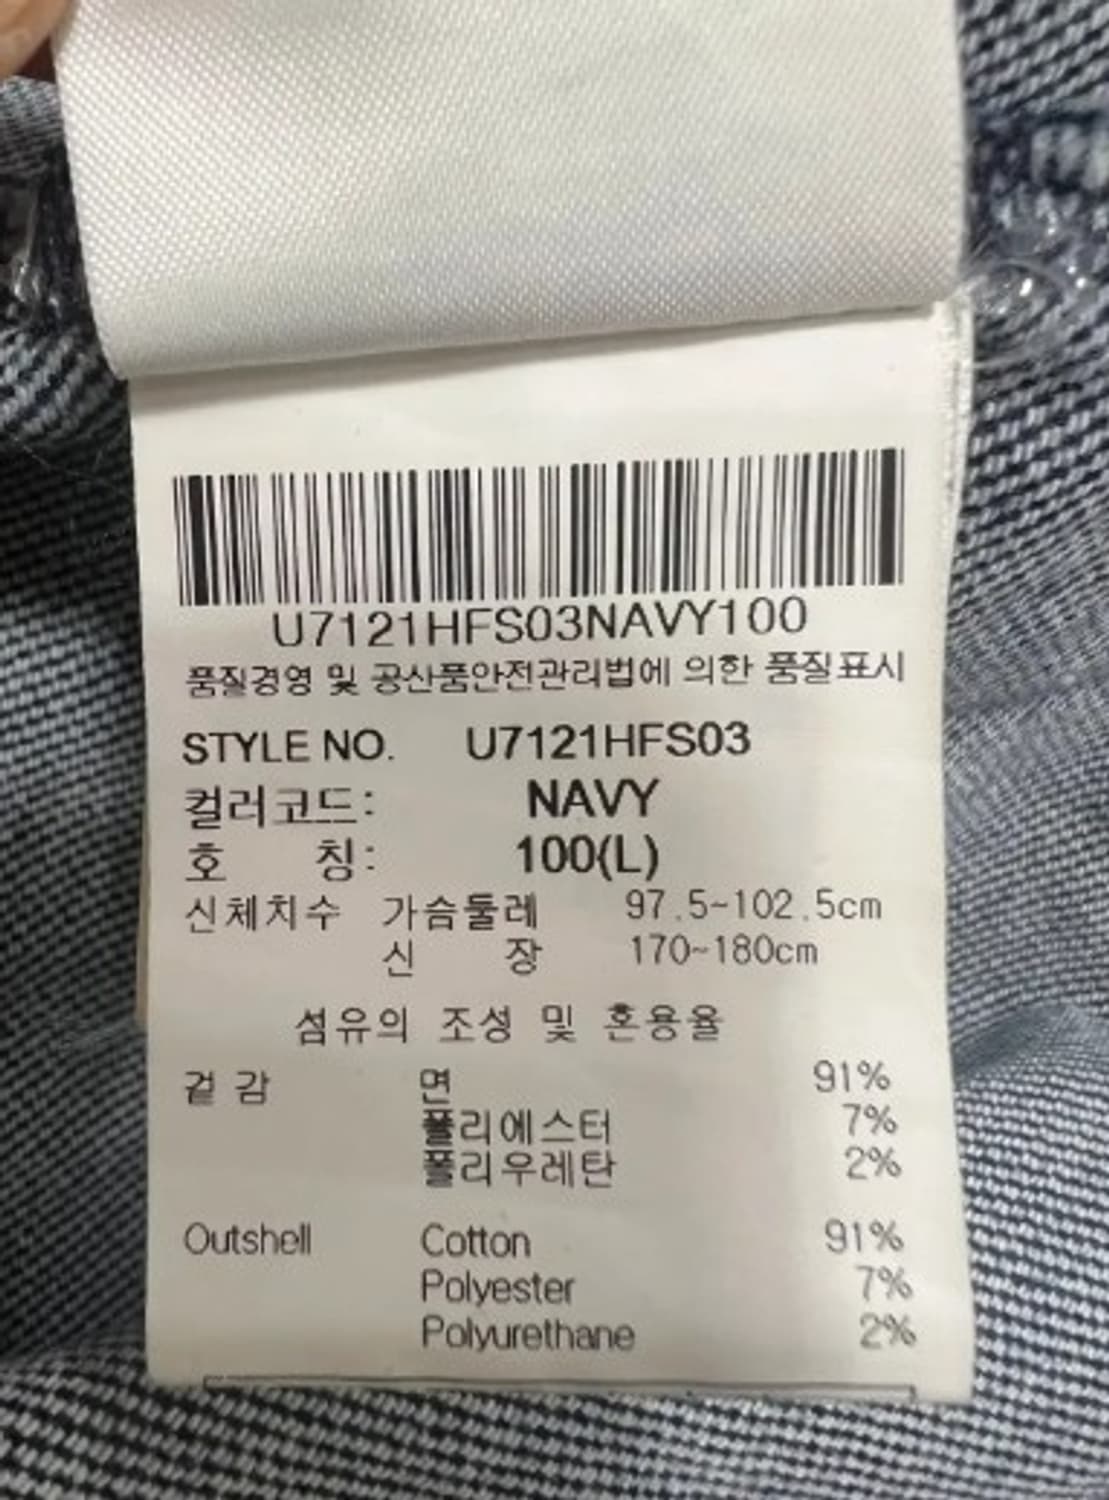 U7121HFS03NAVY100
품질경영 및 공산품안전관리법에 의한 품질표시
STYLE NO. U7121HFS03
컬러코드: NAVY
호 칭: 100(L)
신체치수 가슴둘레 97.5~102.5cm
신 장 170~180cm
섬유의 조성 및 혼용율
겉감 면 91%
폴리에스터 7%
폴리우레탄 2%
Outshell Cotton 91%
Polyester 7%
Polyurethane 2%